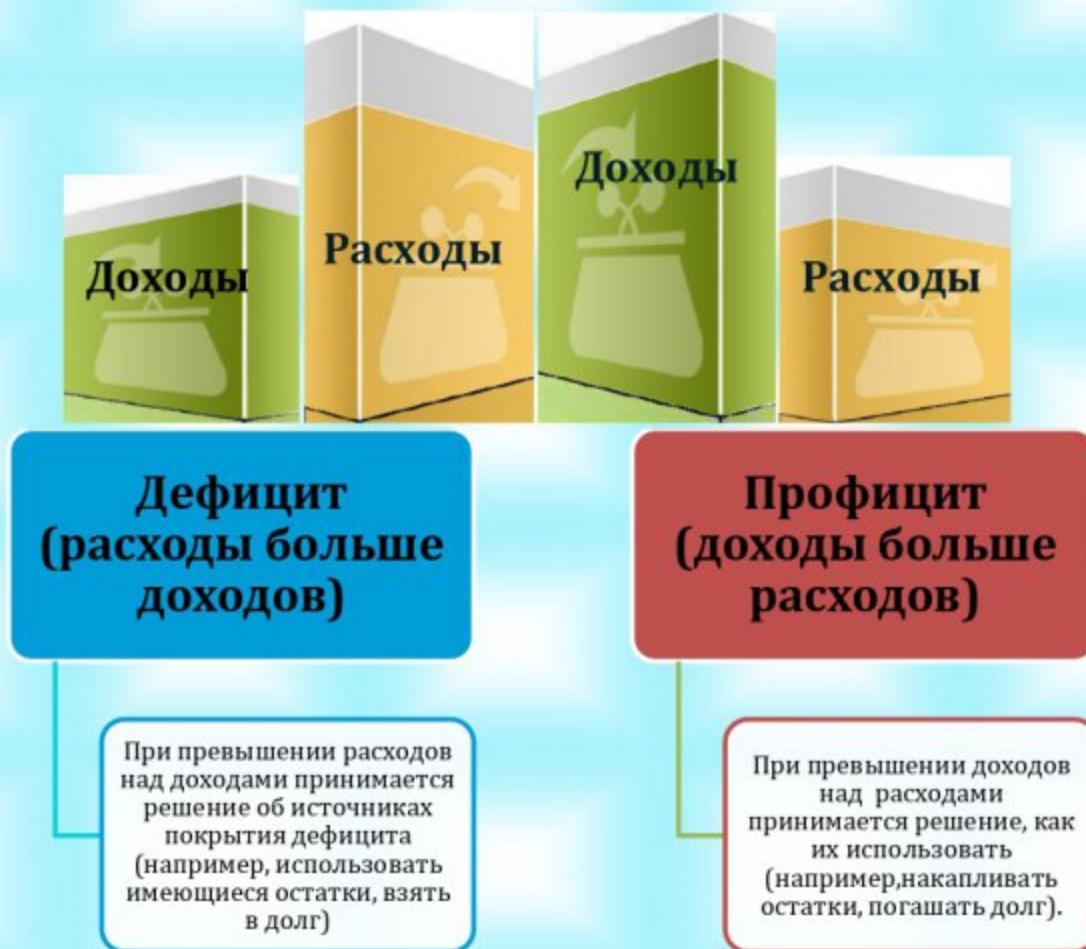 Доходы
Расходы
Доходы
Расходы
Дефицит
(расходы больше
доходов)
Профицит
(доходы больше
расходов)
При превышении расходов
над доходами принимается
решение об источниках
покрытия дефицита
(например, использовать
имеющиеся остатки, взять
в долг)
При превышении доходов
над расходами
принимается решение, как
их использовать
(например,накапливать
остатки, погашать долг).